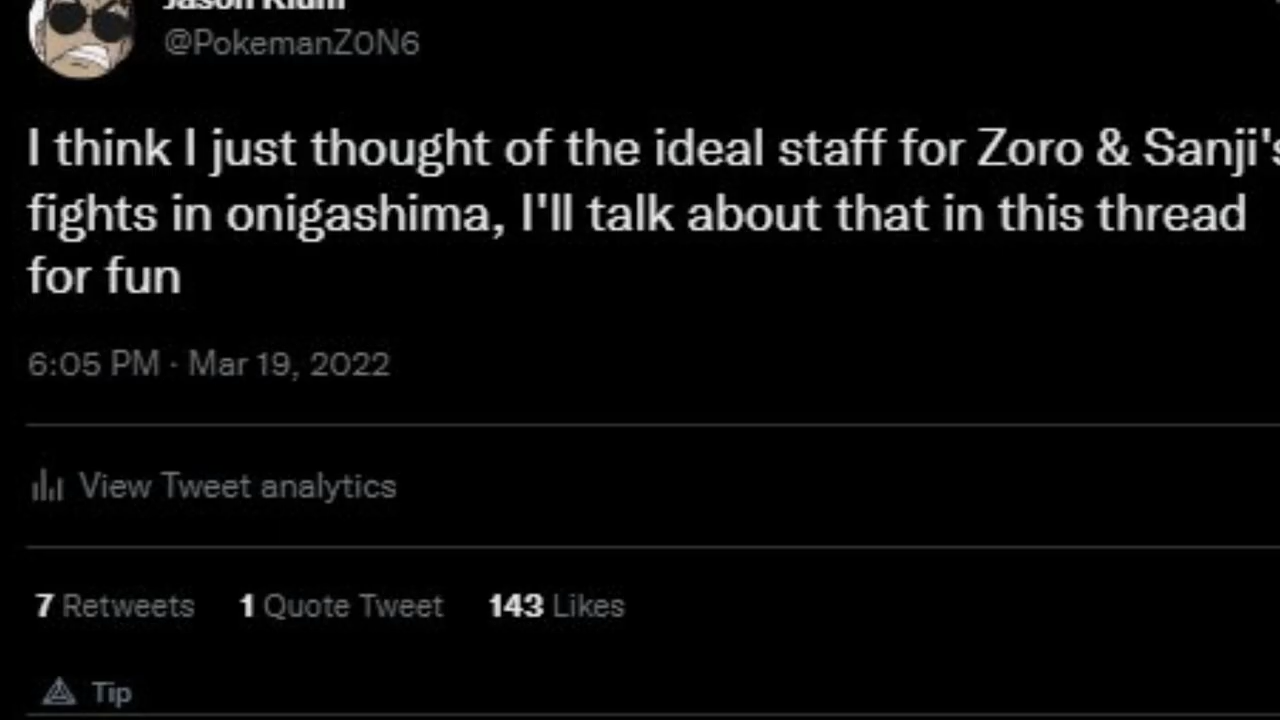 @PokemanZ0N6
I think I just thought of the ideal staff for Zoro & Sanji's
fights in onigashima, I'll talk about that in this thread
for fun
6:05 PM · Mar 19, 2022
View Tweet analytics
7 Retweets 1 Quote Tweet 143 Likes
Tip